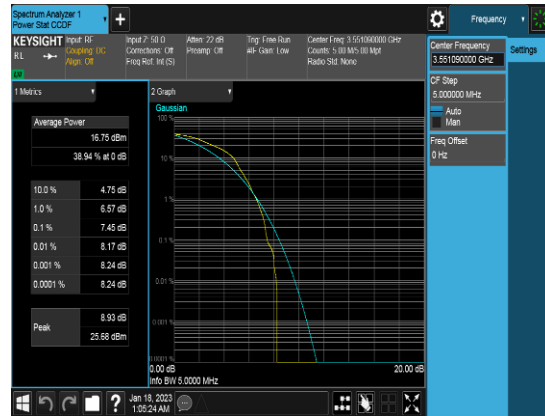 Spectrum Analyzer 1
Power Stat CCDF
Frequency
KEYSIGHT
RL
Input: RF
Coupling: DC
Align: Off
Input Z: 50 Ω
Corrections: Off
Freq Ref: Int (S)
Atten: 22 dB
Preamp: Off
Trig: Free Run
#IF Gain: Low
Center Freq: 3.551090000 GHz
Counts: 5.00 M/5.00 Mpt
Radio Std: None
Center Frequency
3.551090000 GHz
Settings
CF Step
5.000000 MHz
Auto
Man
Freq Offset
0 Hz
1 Metrics
Average Power
16.75 dBm
38.94 % at 0 dB
10.0 % 4.75 dB
1.0 % 6.57 dB
0.1 % 7.45 dB
0.01 % 8.17 dB
0.001 % 8.24 dB
0.0001 % 8.24 dB
Peak
8.93 dB
25.68 dBm
2 Graph
Gaussian
100 %
10 %
1 %
0.1 %
0.01 %
0.001 %
0.0001 %
0.00 dB
20.00 dB
Info BW 5.0000 MHz
?
Jan 18, 2023
1:05:24 AM